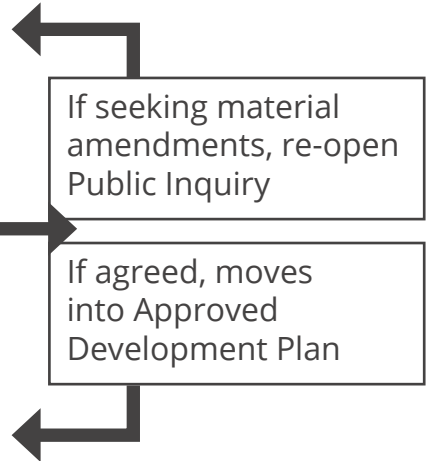 If seeking material
amendments, re-open
Public Inquiry
If agreed, moves
into Approved
Development Plan